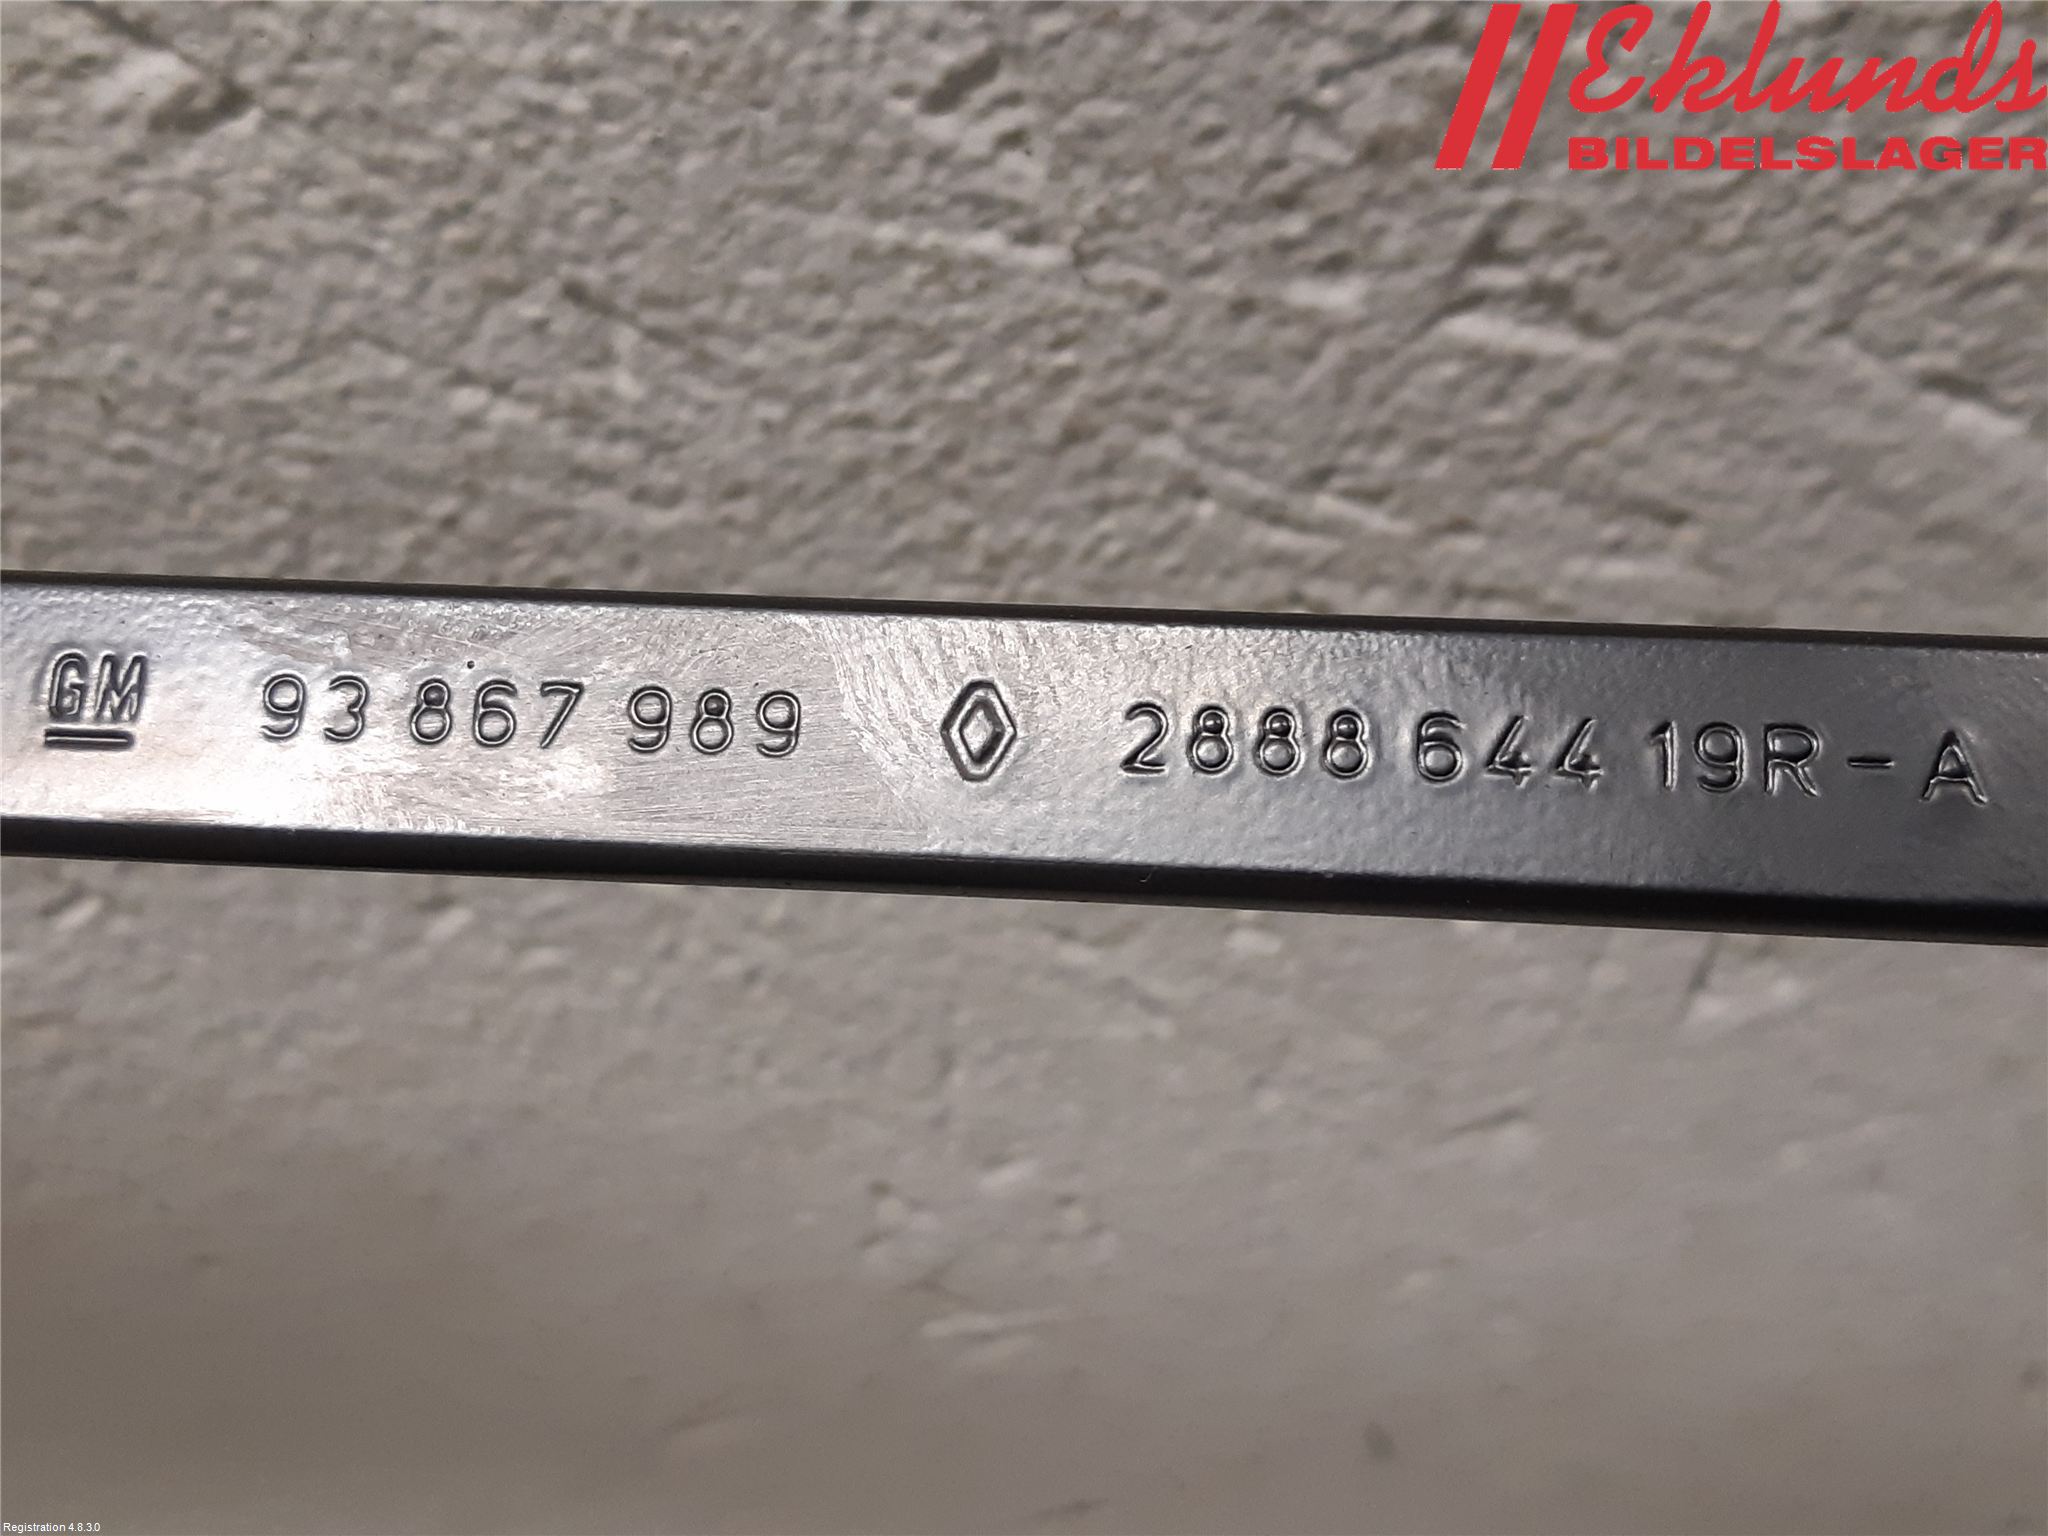 Eklunds
BILDELSLAGER
GM 93 867 989 2888 644 19R-A
Registration 4.8.3.0